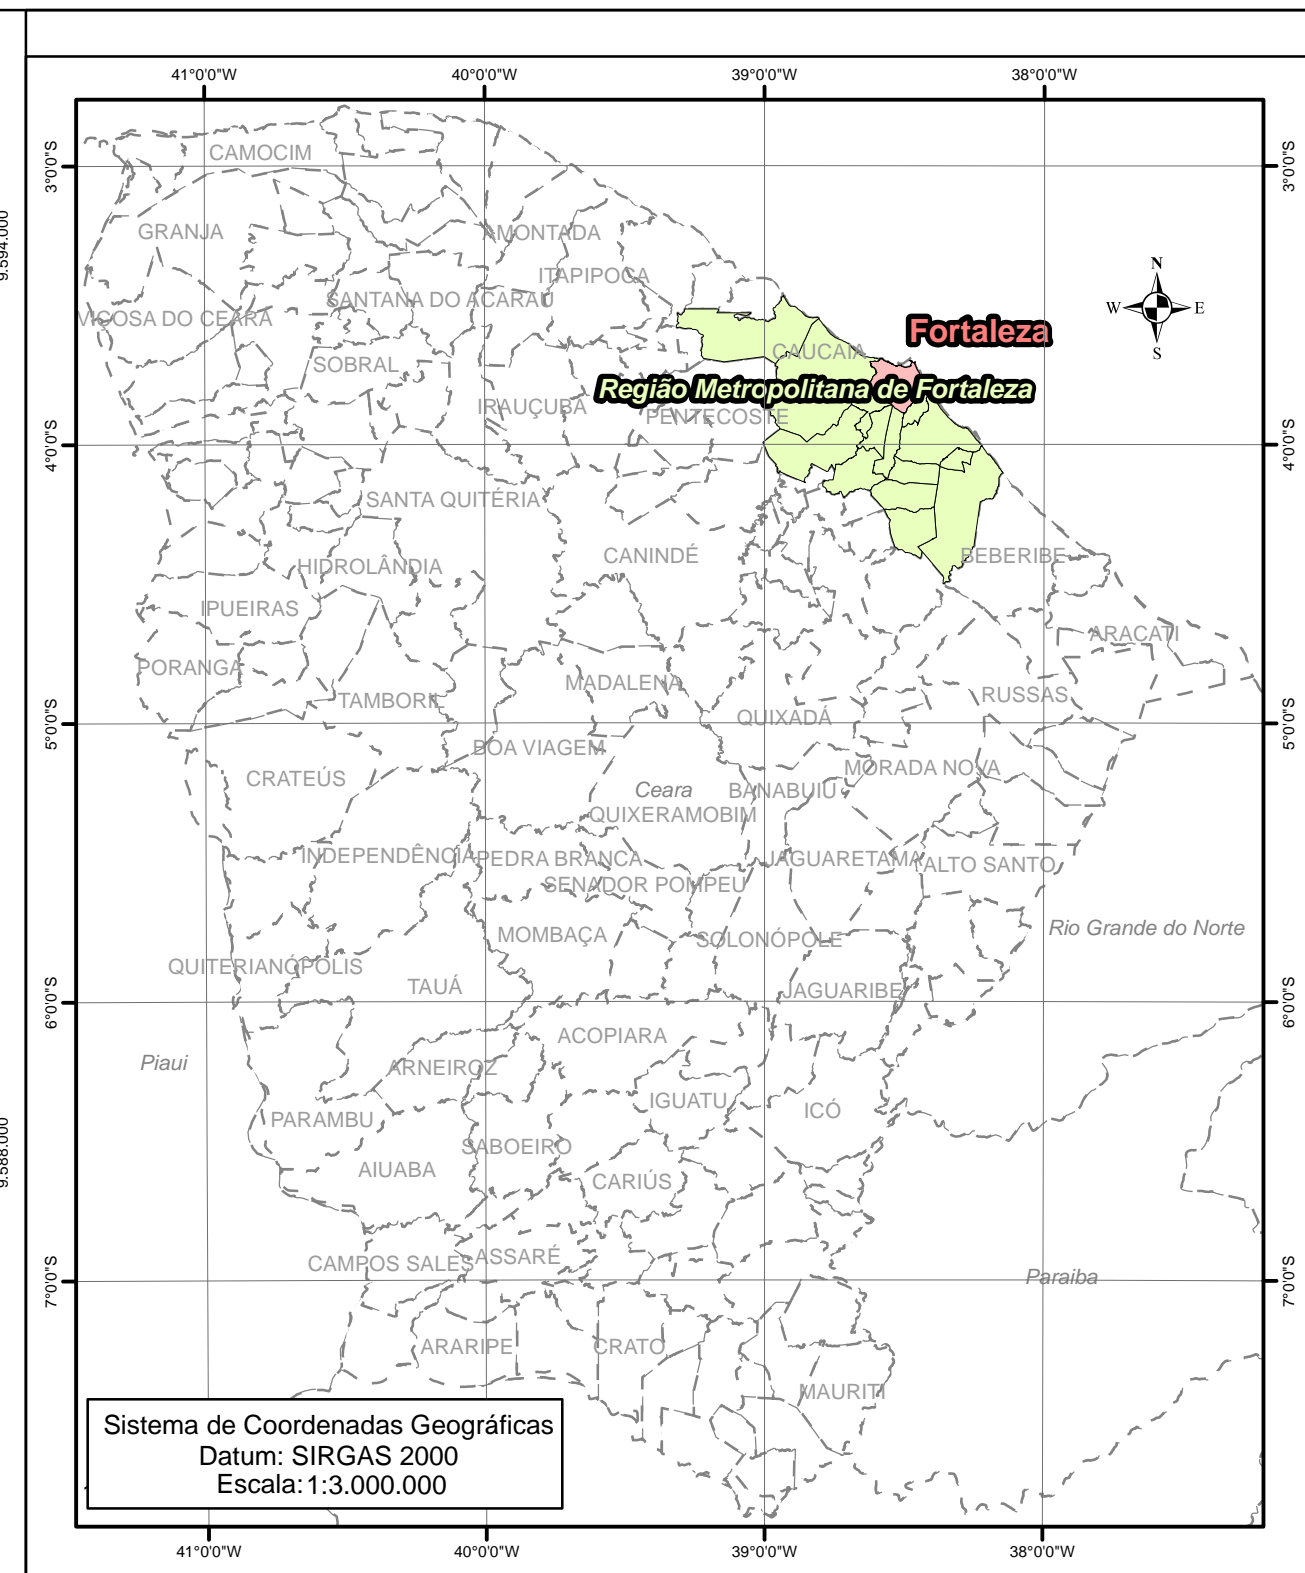 41°0'0"W 40°0'0"W 39°0'0"W 38°0'0"W
3°0'0"S 3°0'0"S
CAMOCIM
9.594.000
GRANJA
AMONTADA
ITAPIPOCA
N
W E
S
SANTANA DO ACARAÚ
VIÇOSA DO CEARÁ
Fortaleza
CAUCAIA
SOBRAL
Região Metropolitana de Fortaleza
IRAUÇUBA
PENTECOSTE
4°0'0"S 4°0'0"S
SANTA QUITÉRIA
CANINDÉ
BEBERIBE
HIDROLÂNDIA
IPUEIRAS
ARACATI
PORANGA
MADALENA
RUSSAS
TAMBORIL
QUIXADÁ
5°0'0"S 5°0'0"S
BOA VIAGEM
MORADA NOVA
CRATEÚS
Ceara
BANABUIÚ
QUIXERAMOBIM
INDEPENDÊNCIA
PEDRA BRANCA
JAGUARETAMA
ALTO SANTO
SENADOR POMPEU
Rio Grande do Norte
MOMBAÇA
SOLONÓPOLE
QUITERIANÓPOLIS
TAUÁ
JAGUARIBE
6°0'0"S 6°0'0"S
ACOPIARA
Piaui
ARNEIROZ
IGUATU
ICÓ
PARAMBU
9.588.000
SABOEIRO
AIUABA
CARIÚS
ASSARÉ
CAMPOS SALES
Paraiba
7°0'0"S 7°0'0"S
ARARIPE
CRATO
MAURITI
Sistema de Coordenadas Geográficas
Datum: SIRGAS 2000
Escala: 1:3.000.000
41°0'0"W 40°0'0"W 39°0'0"W 38°0'0"W